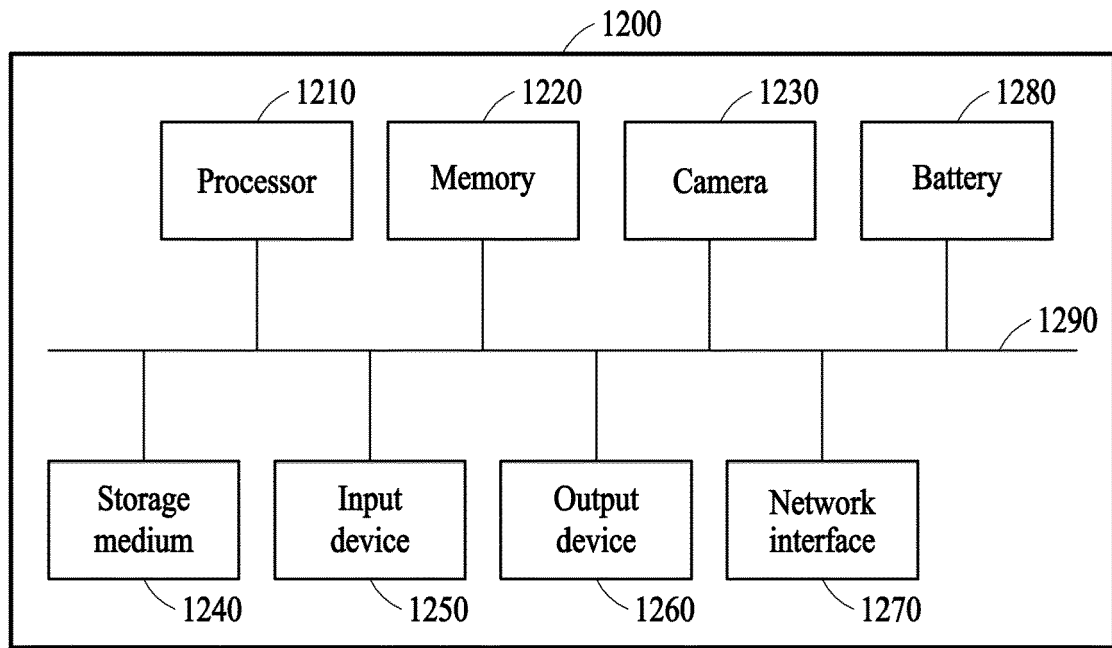 1200
1210
1220
1230
1280
Processor
Memory
Camera
Battery
1290
Storage
medium
Input
device
Output
device
Network
interface
1240
1250
1260
1270